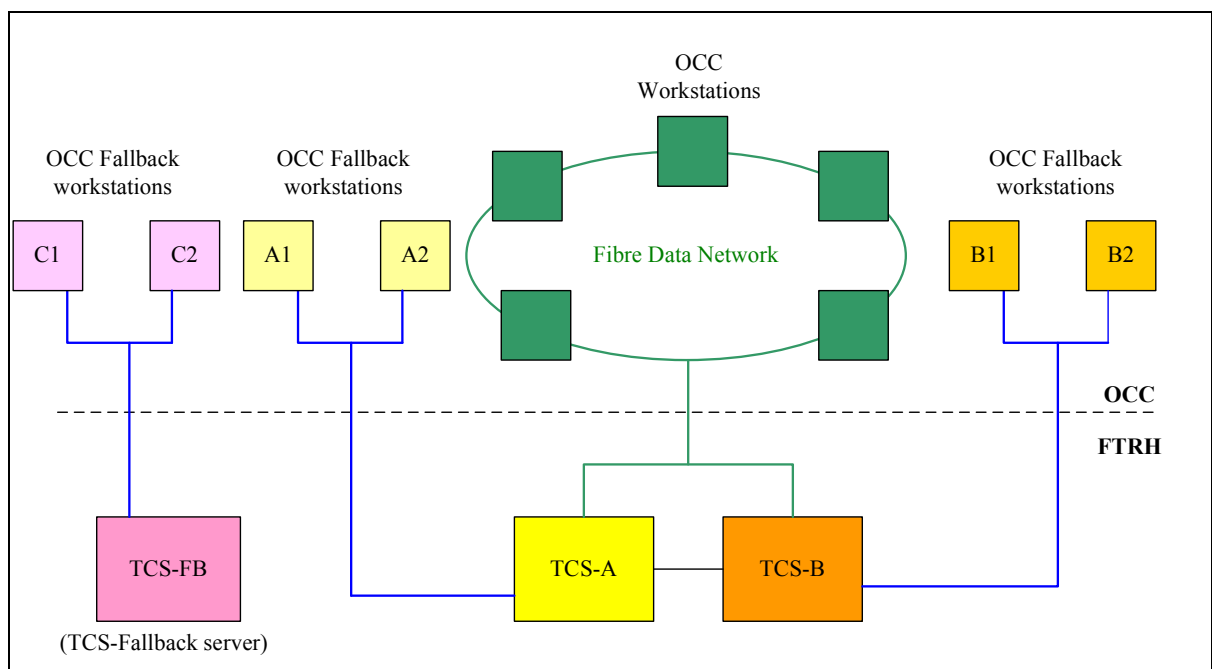 OCC
Workstations
OCC Fallback
workstations
OCC Fallback
workstations
OCC Fallback
workstations
C1
C2
A1
A2
Fibre Data Network
B1
B2
OCC
FTRH
TCS-FB
TCS-A
TCS-B
(TCS-Fallback server)